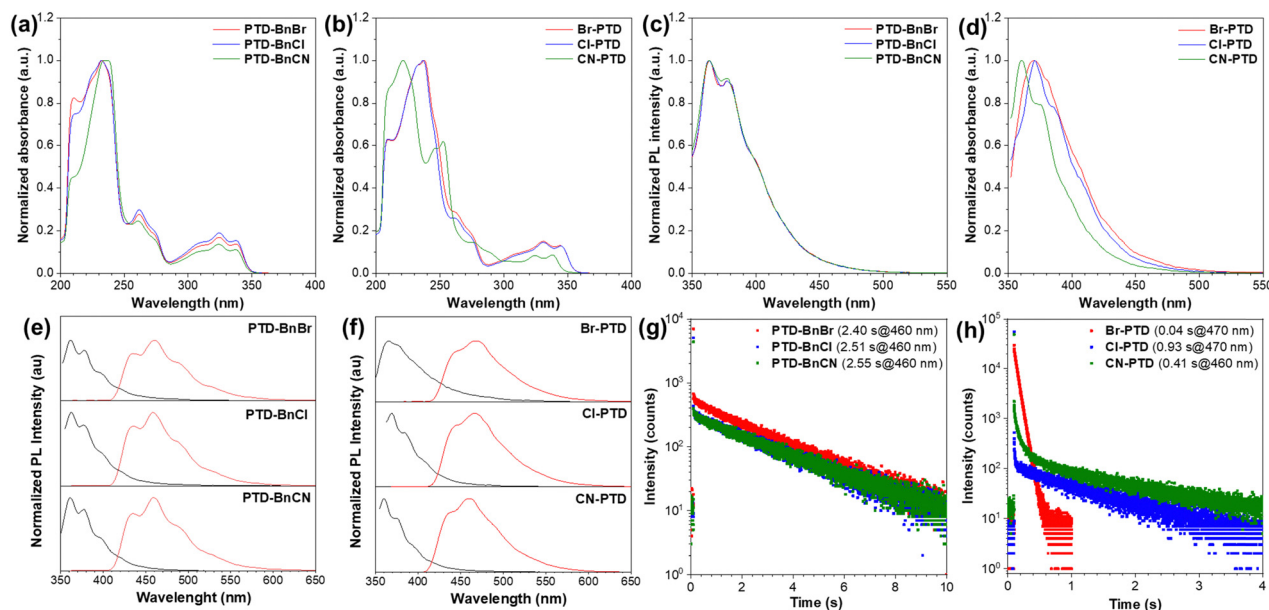 (a)
PTD-BnBr
PTD-BnCl
PTD-BnCN
Normalized absorbance (a.u.)
1.2
1.0
0.8
0.6
0.4
0.2
0.0
200 250 300 350 400
Wavelength (nm)
(b)
Br-PTD
Cl-PTD
CN-PTD
Normalized absorbance (a.u.)
1.2
1.0
0.8
0.6
0.4
0.2
0.0
200 250 300 350 400
Wavelength (nm)
(c)
PTD-BnBr
PTD-BnCl
PTD-BnCN
Normalized PL intensity (a.u.)
1.2
1.0
0.8
0.6
0.4
0.2
0.0
350 400 450 500 550
Wavelength (nm)
(d)
Br-PTD
Cl-PTD
CN-PTD
Normalized absorbance (a.u.)
1.2
1.0
0.8
0.6
0.4
0.2
0.0
350 400 450 500 550
Wavelength (nm)
(e)
PTD-BnBr
PTD-BnCl
PTD-BnCN
Normalized PL Intensity (au)
350 400 450 500 550 600 650
Wavelenght (nm)
(f)
Br-PTD
Cl-PTD
CN-PTD
Normalized PL Intensity (au)
350 400 450 500 550 600 650
Wavelength (nm)
(g)
PTD-BnBr (2.40 s@460 nm)
PTD-BnCl (2.51 s@460 nm)
PTD-BnCN (2.55 s@460 nm)
Intensity (counts)
10^4
10^3
10^2
10^1
10^0
0 2 4 6 8 10
Time (s)
(h)
Br-PTD (0.04 s@470 nm)
Cl-PTD (0.93 s@470 nm)
CN-PTD (0.41 s@460 nm)
Intensity (counts)
10^5
10^4
10^3
10^2
10^1
10^0
0 1 2 3 4
Time (s)